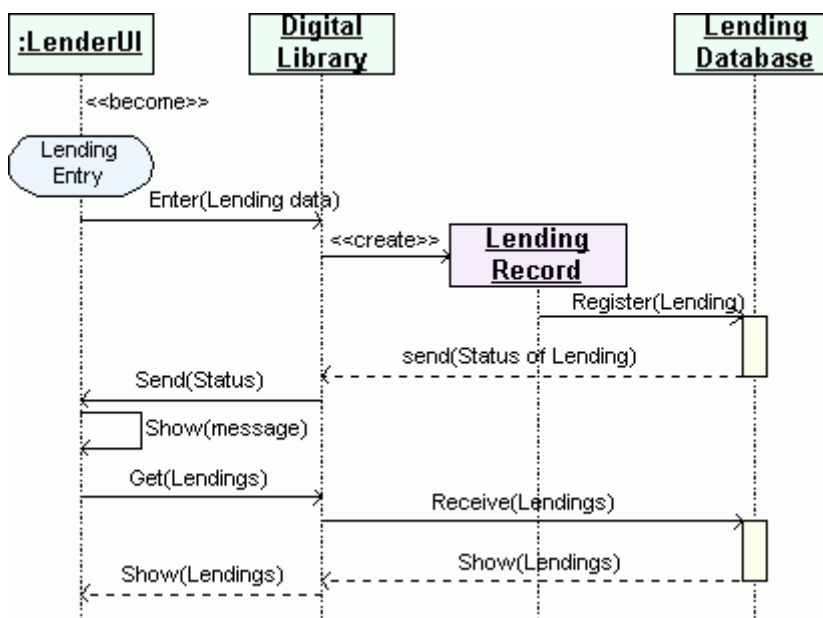 :LenderUI
Digital
Library
Lending
Database
<<become>>
Lending
Entry
Enter(Lending data)
<<create>>
Lending
Record
Register(Lending)
send(Status of Lending)
Send(Status)
Show(message)
Get(Lendings)
Receive(Lendings)
Show(Lendings)
Show(Lendings)